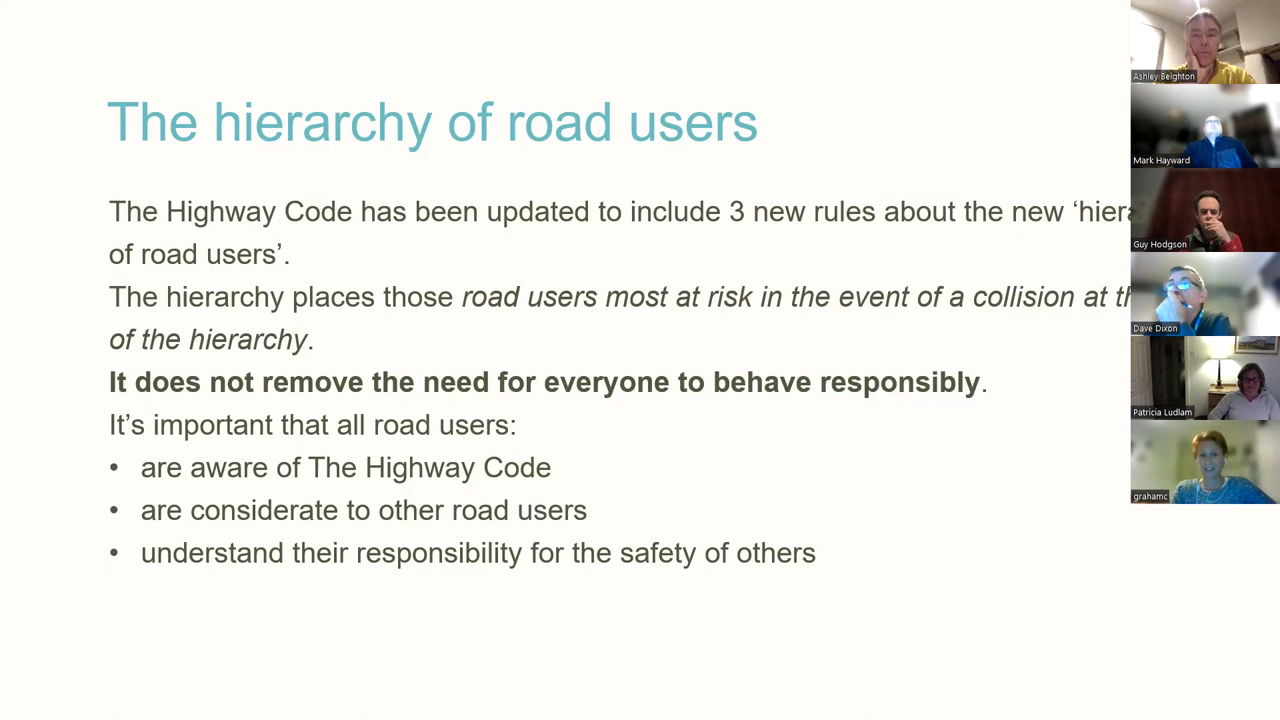 The hierarchy of road users
The Highway Code has been updated to include 3 new rules about the new ‘hiera
of road users’.
The hierarchy places those road users most at risk in the event of a collision at th
of the hierarchy.
It does not remove the need for everyone to behave responsibly.
It’s important that all road users:
• are aware of The Highway Code
• are considerate to other road users
• understand their responsibility for the safety of others
Ashley Beighton
Mark Hayward
Guy Hodgson
Dave Dixon
Patricia Ludlam
grahamc